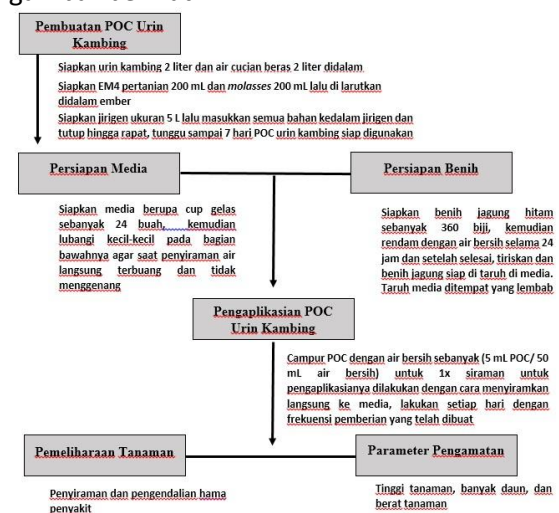 Pembuatan POC Urin
Kambing
Siapkan urin kambing 2 liter dan air cucian beras 2 liter didalam
Siapkan EM4 pertanian 200 mL dan molasses 200 mL lalu di larutkan
didalam ember
Siapkan jirigen ukuran 5 L lalu masukkan semua bahan kedalam jirigen dan
tutup hingga rapat, tunggu sampai 7 hari POC urin kambing siap digunakan
Persiapan Media
Persiapan Benih
Siapkan media berupa cup gelas
sebanyak 24 buah, kemudian
lubangi kecil-kecil pada bagian
bawahnya agar saat penyiraman air
langsung terbuang dan tidak
menggenang
Siapkan benih jagung hitam
sebanyak 360 biji, kemudian
rendam dengan air bersih selama 24
jam dan setelah selesai, tiriskan dan
benih jagung siap di taruh di media.
Taruh media ditempat yang lembab
Pengaplikasian POC
Urin Kambing
Campur POC dengan air bersih sebanyak (5 mL POC/ 50
mL air bersih) untuk 1x siraman untuk
pengaplikasianya dilakukan dengan cara menyiramkan
langsung ke media, lakukan setiap hari dengan
frekuensi pemberian yang telah dibuat
Pemeliharaan Tanaman
Parameter Pengamatan
Penyiraman dan pengendalian hama
penyakit
Tinggi tanaman, banyak daun, dan
berat tanaman